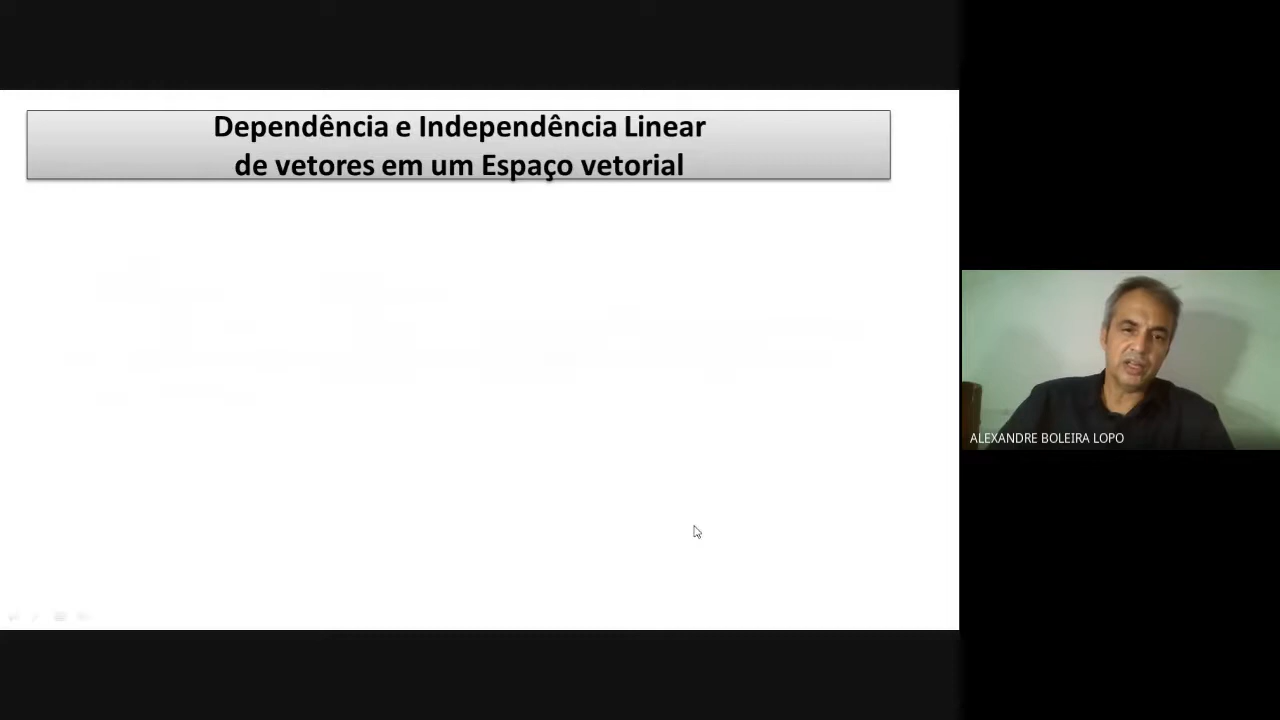 Dependência e Independência Linear
de vetores em um Espaço vetorial
ALEXANDRE BOLEIRA LOPO